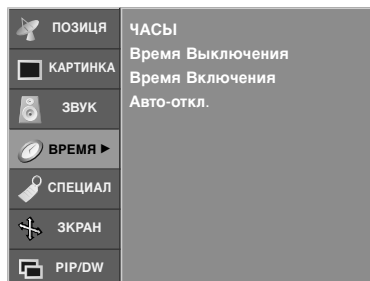 ПОЗИЦЯ
КАРТИНКА
ЗВУК
ВРЕМЯ ►
СПЕЦИАЛ
ЗКРАН
PIP/DW
ЧАСЫ
Время Выключения
Время Включения
Авто-откл.